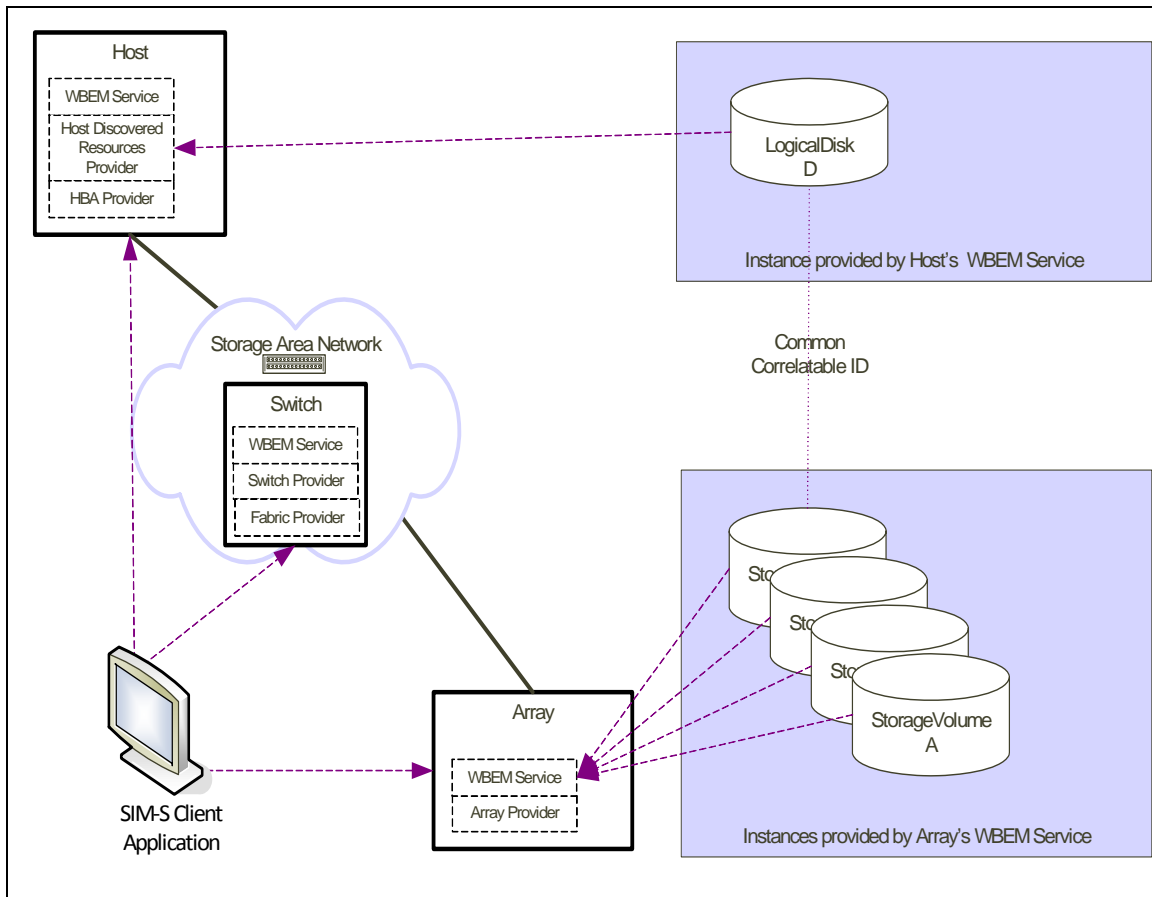 Host
WBEM Service
Host Discovered
Resources
Provider
HBA Provider
LogicalDisk
D
Instance provided by Host's WBEM Service
Storage Area Network
Switch
WBEM Service
Switch Provider
Fabric Provider
Common
Correlatable ID
SIM-S Client
Application
Array
WBEM Service
Array Provider
StorageVolume
A
Instances provided by Array's WBEM Service